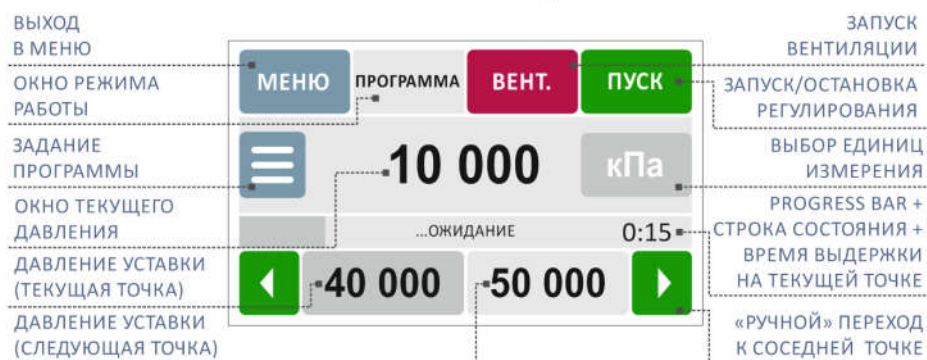 ВЫХОД
В МЕНЮ
ОКНО РЕЖИМА
РАБОТЫ
ЗАДАНИЕ
ПРОГРАММЫ
ОКНО ТЕКУЩЕГО
ДАВЛЕНИЯ
ДАВЛЕНИЕ УСТАВКИ
(ТЕКУЩАЯ ТОЧКА)
ДАВЛЕНИЕ УСТАВКИ
(СЛЕДУЮЩАЯ ТОЧКА)
МЕНЮ ПРОГРАММА ВЕНТ. ПУСК
10 000 кПа
...ОЖИДАНИЕ 0:15
40 000 50 000
ЗАПУСК
ВЕНТИЛЯЦИИ
ЗАПУСК/ОСТАНОВКА
РЕГУЛИРОВАНИЯ
ВЫБОР ЕДИНИЦ
ИЗМЕРЕНИЯ
PROGRESS BAR +
СТРОКА СОСТОЯНИЯ +
ВРЕМЯ ВЫДЕРЖКИ
НА ТЕКУЩЕЙ ТОЧКЕ
«РУЧНОЙ» ПЕРЕХОД
К СОСЕДНЕЙ ТОЧКЕ